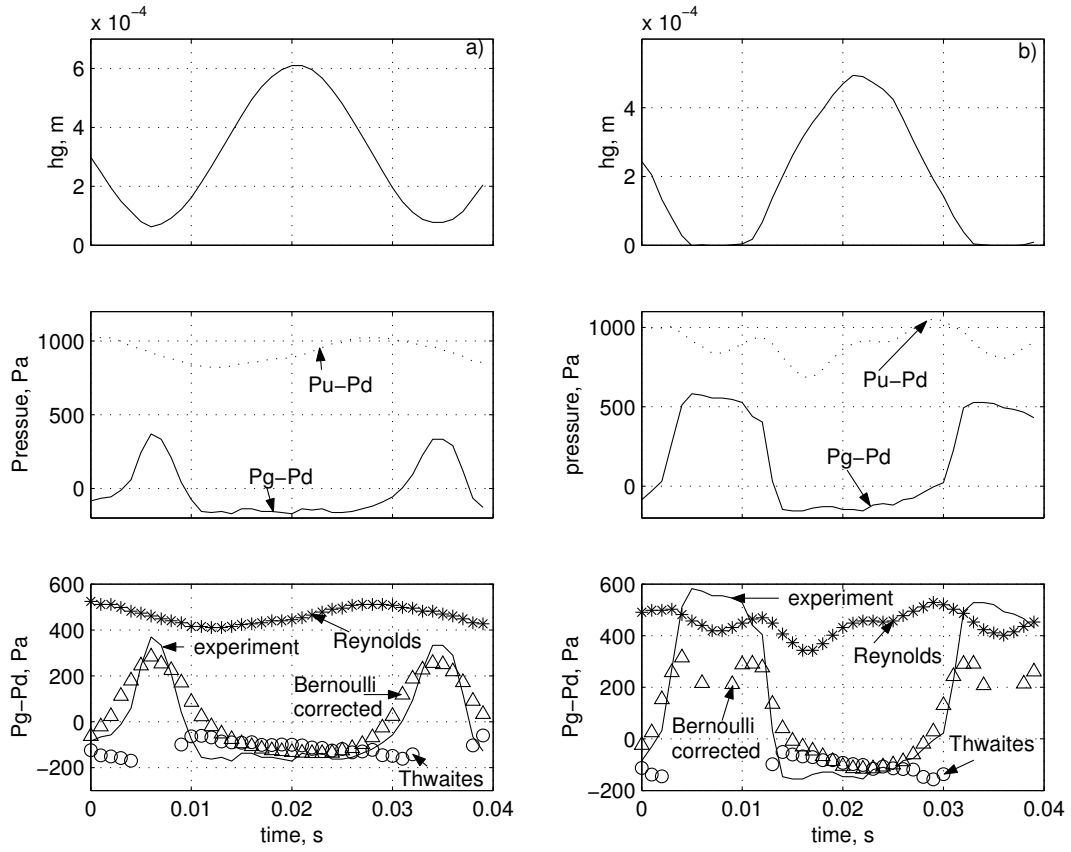 x 10⁻⁴
a)
6
4
2
0
hg, m
x 10⁻⁴
b)
4
2
0
hg, m
1000
500
0
Pressue, Pa
Pu−Pd
Pg−Pd
1000
500
0
pressure, Pa
Pu−Pd
Pg−Pd
600
400
200
0
−200
Pg−Pd, Pa
experiment
Reynolds
Bernoulli
corrected
Thwaites
0
0.01
0.02
0.03
0.04
time, s
600
400
200
0
−200
Pg−Pd, Pa
experiment
Reynolds
Bernoulli
corrected
Thwaites
0
0.01
0.02
0.03
0.04
time, s